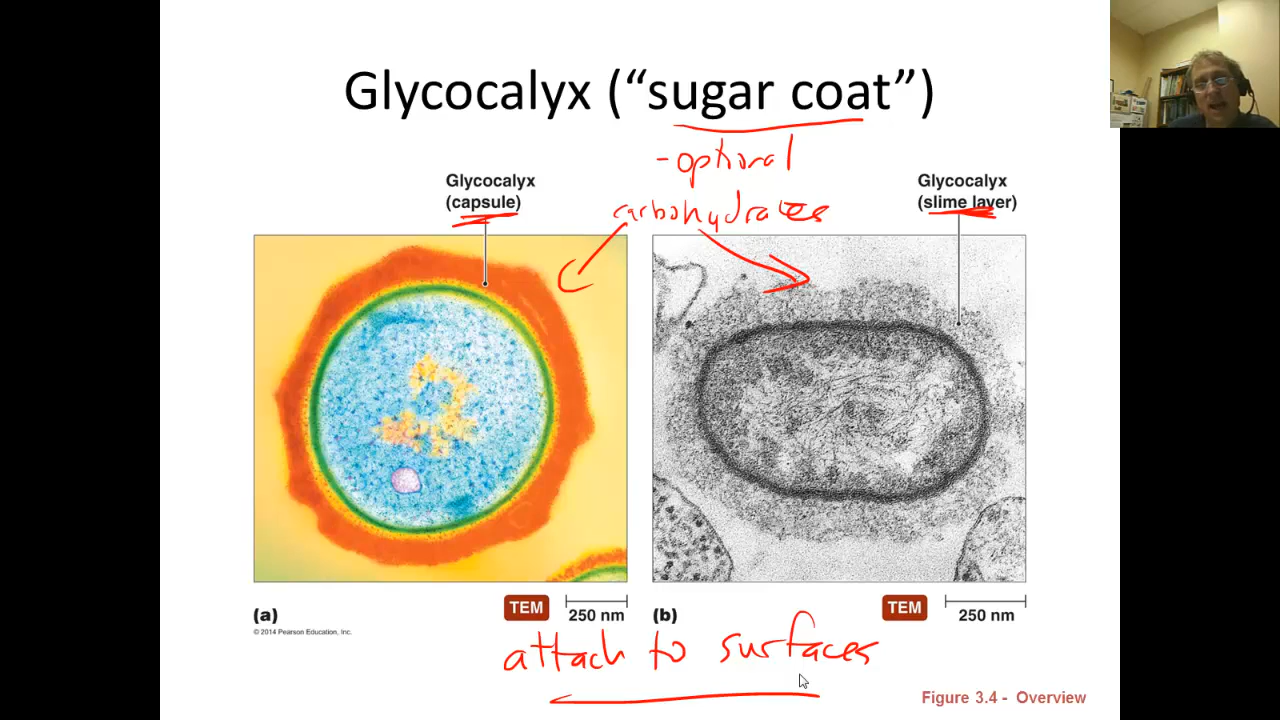 Glycocalyx (“sugar coat”)
- optional
carbohydrates
Glycocalyx
(capsule)
Glycocalyx
(slime layer)
(a)
TEM
250 nm
(b)
TEM
250 nm
© 2014 Pearson Education, Inc.
attach to surfaces
Figure 3.4 - Overview